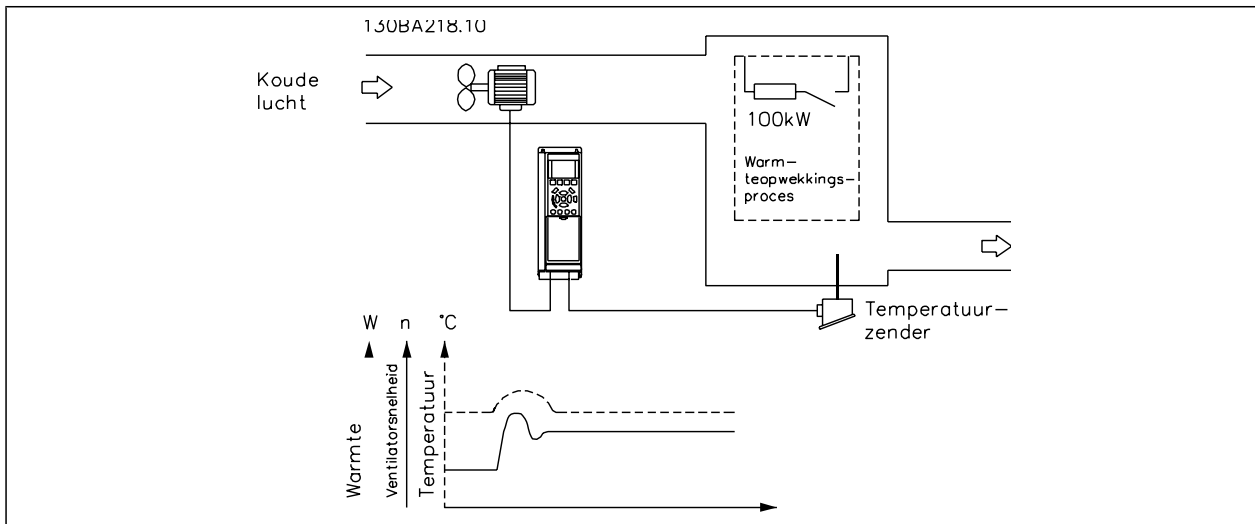 130BA218.10
Koude
lucht
100kW
Warm-
teopwekkings-
proces
Temperatuur-
zender
W n °C
Warmte
Ventilatorsnelheid
Temperatuur